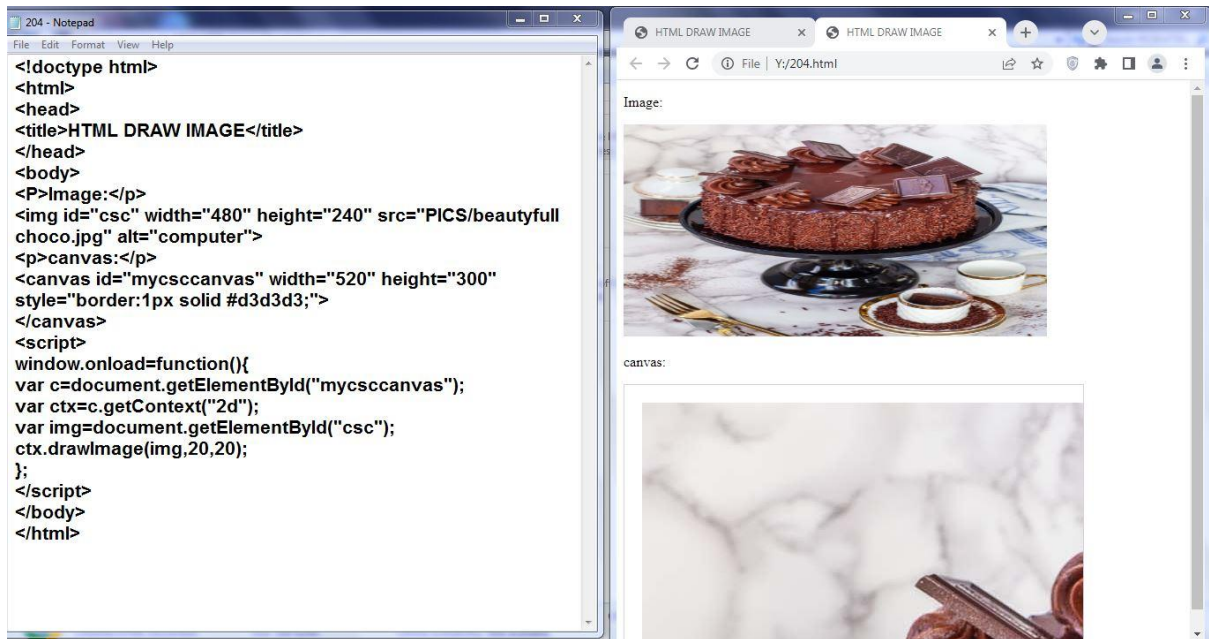 204 - Notepad
File Edit Format View Help
<!doctype html>
<html>
<head>
<title>HTML DRAW IMAGE</title>
</head>
<body>
<P>Image:</p>
<img id="csc" width="480" height="240" src="PICS/beautyfull
choco.jpg" alt="computer">
<p>canvas:</p>
<canvas id="mycsccanvas" width="520" height="300"
style="border:1px solid #d3d3d3;">
</canvas>
<script>
window.onload=function(){
var c=document.getElementById("mycsccanvas");
var ctx=c.getContext("2d");
var img=document.getElementById("csc");
ctx.drawImage(img,20,20);
};
</script>
</body>
</html>
HTML DRAW IMAGE
HTML DRAW IMAGE
File | Y:/204.html
Image:
canvas: